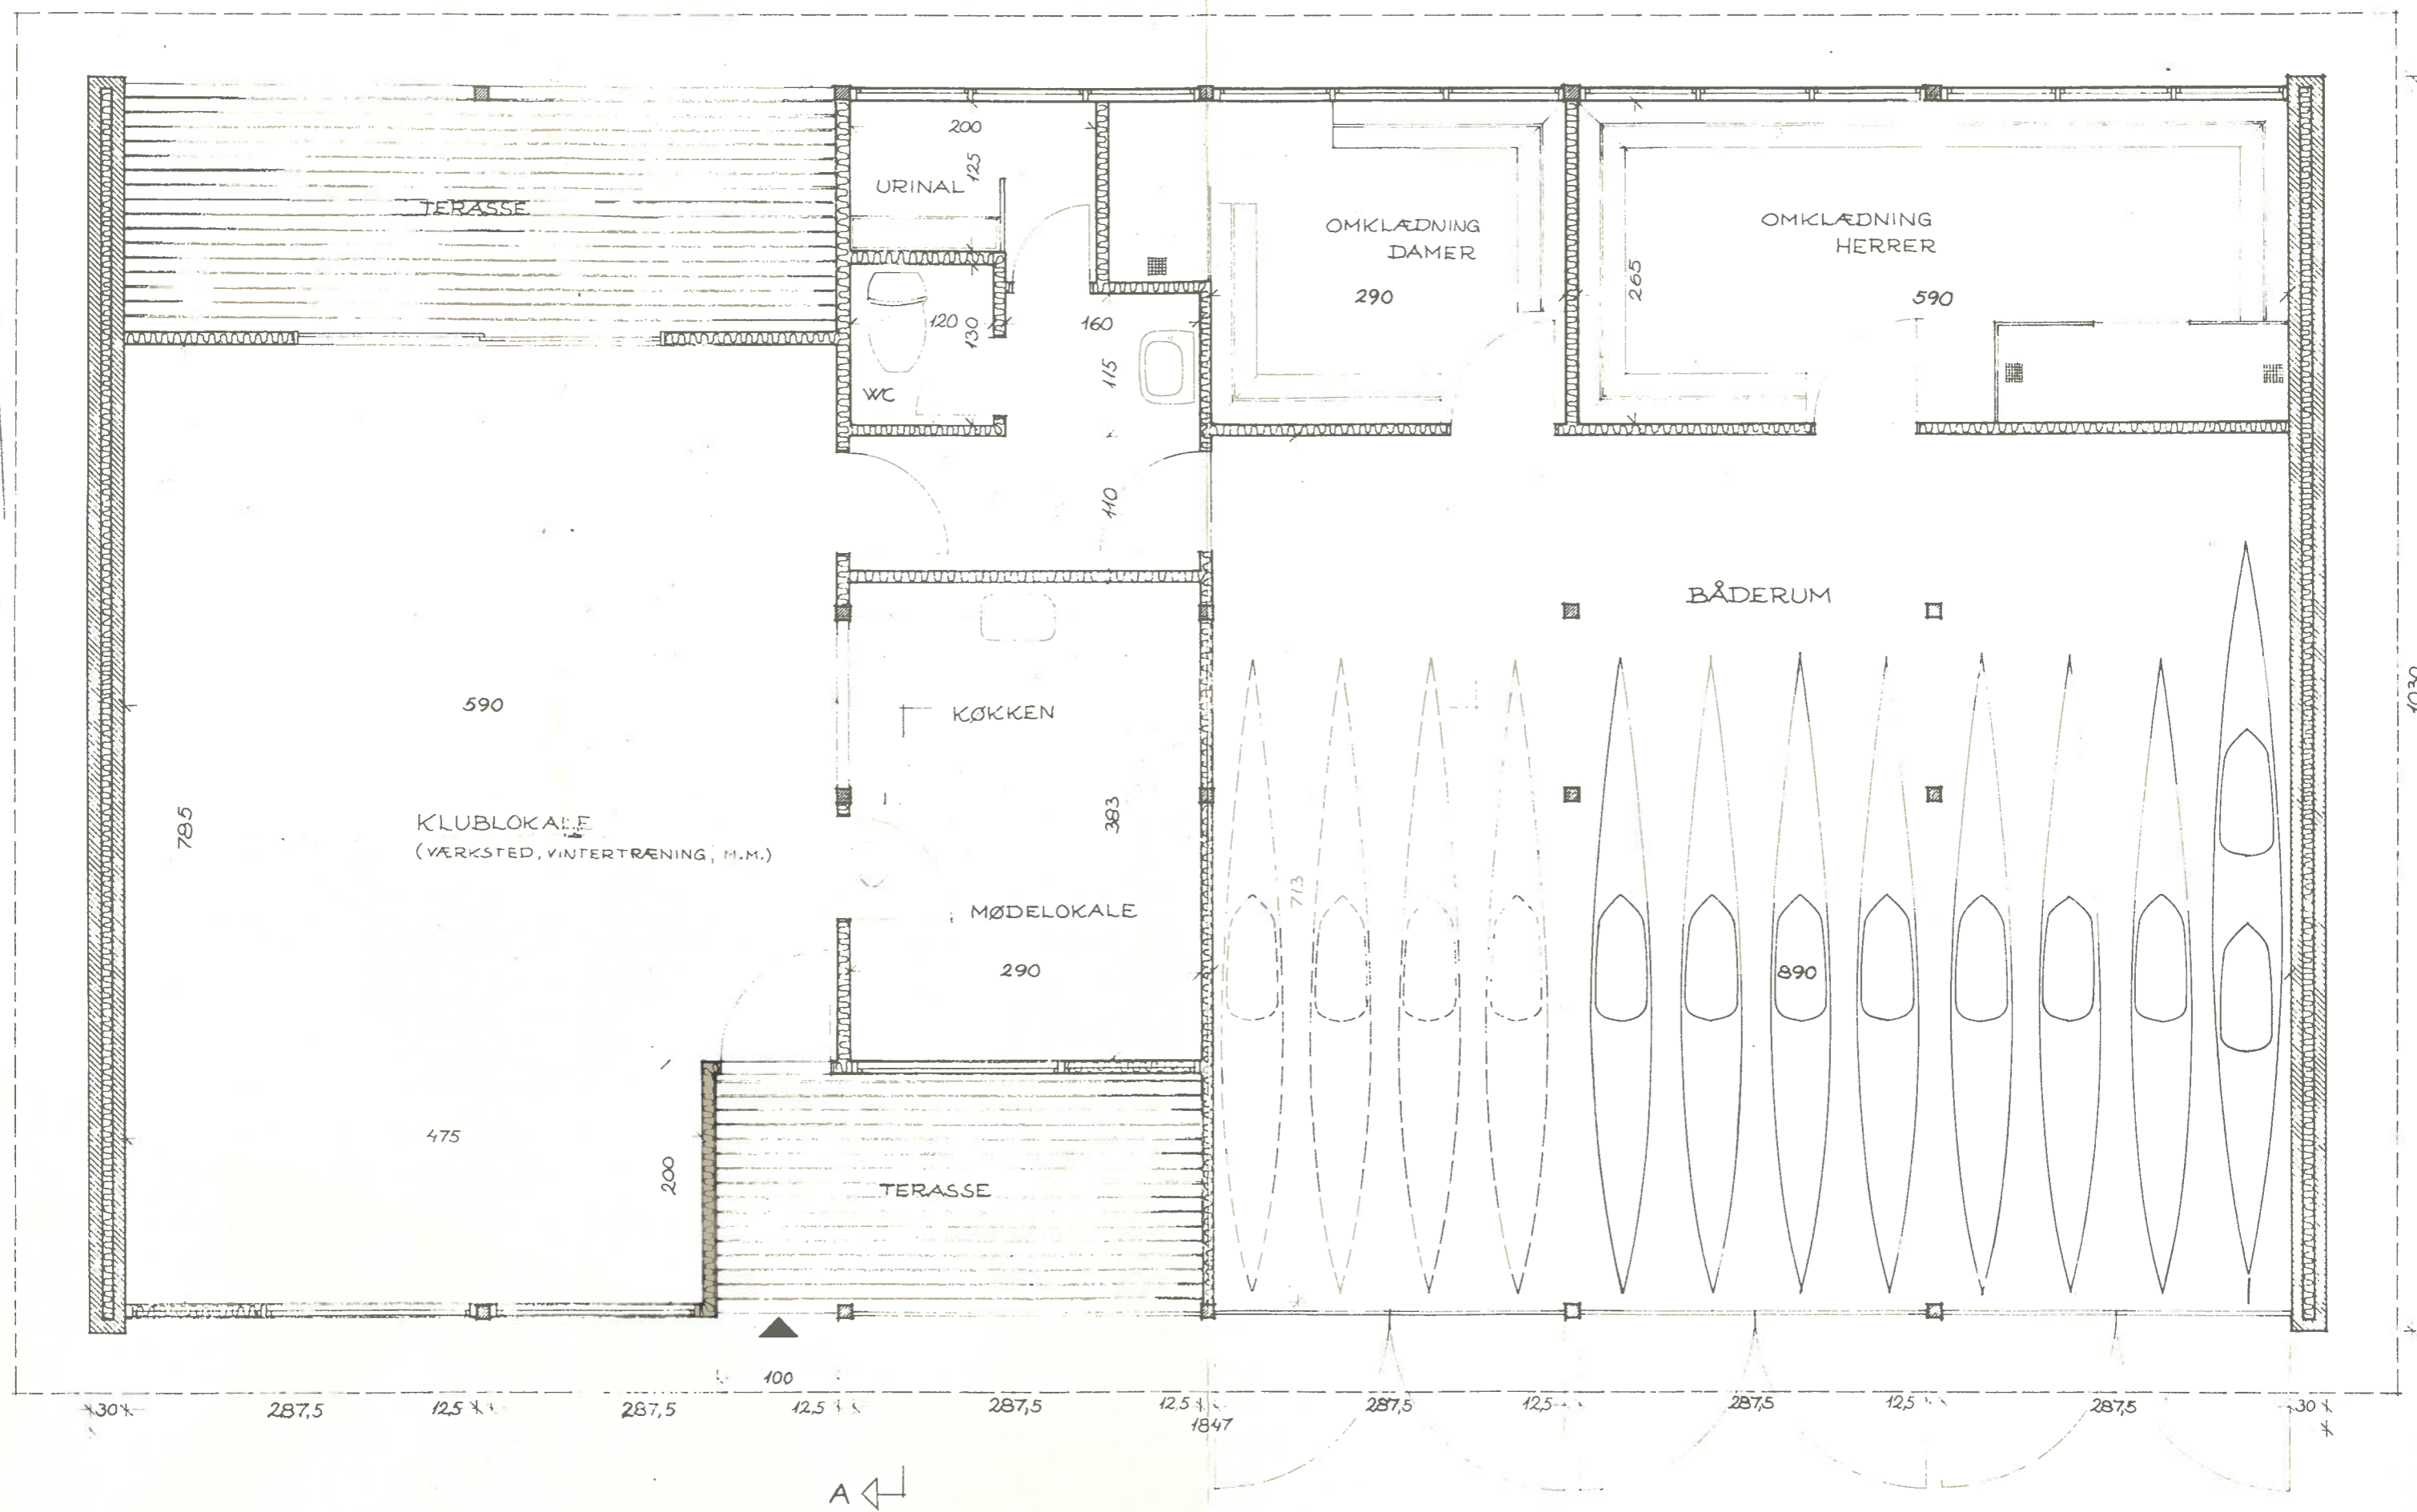 200
125
URINAL
TERASSE
OMKLÆDNING
DAMER
OMKLÆDNING
HERRER
265
290
590
120
130
160
115
WC
110
BÅDERUM
590
KØKKEN
1030
785
KLUBLOKALE
(VÆRKSTED, VINTERTRÆNING, M.M.)
383
713
MØDELOKALE
290
890
475
200
TERASSE
100
30
287,5
12,5
287,5
12,5
287,5
12,5
287,5
12,5
287,5
12,5
287,5
30
1847
A